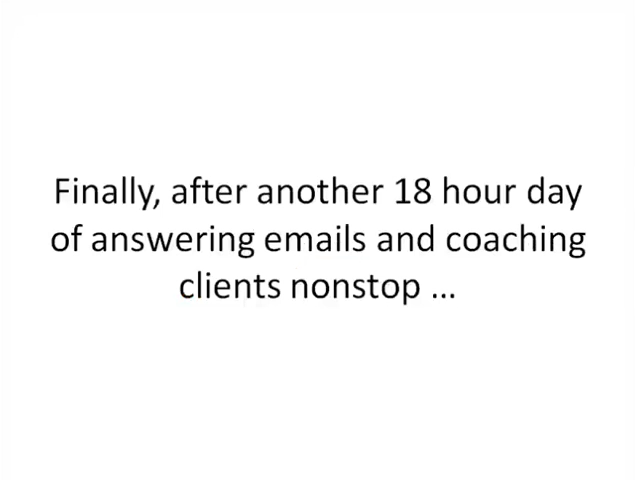 Finally, after another 18 hour day
of answering emails and coaching
clients nonstop ...